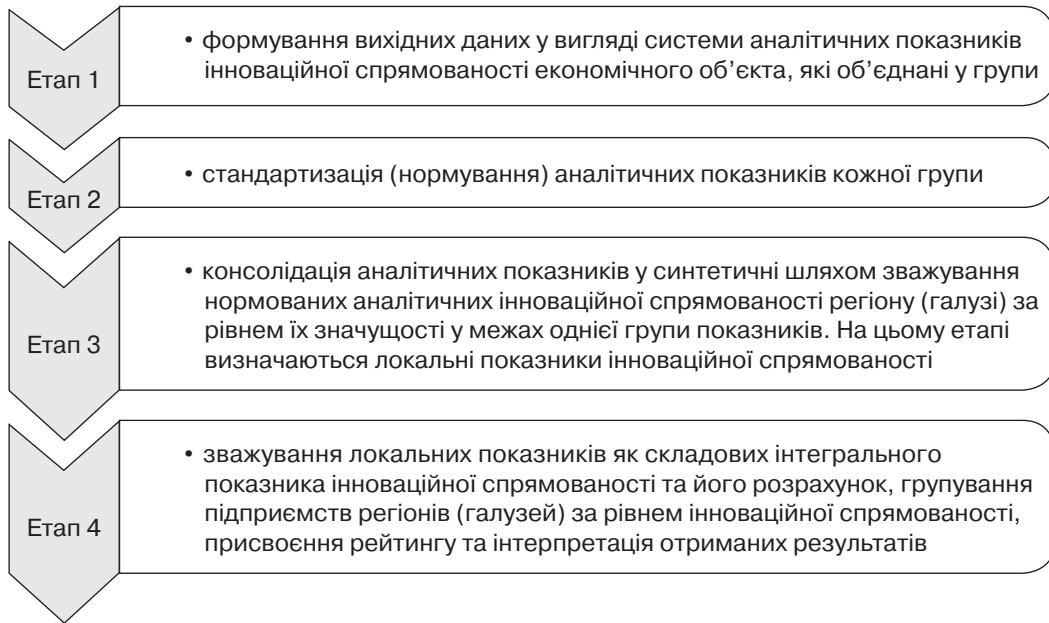 Етап 1
• формування вихідних даних у вигляді системи аналітичних показників
інноваційної спрямованості економічного об’єкта, які об’єднані у групи
Етап 2
• стандартизація (нормування) аналітичних показників кожної групи
Етап 3
• консолідація аналітичних показників у синтетичні шляхом зважування
нормованих аналітичних інноваційної спрямованості регіону (галузі) за
рівнем їх значущості у межах однієї групи показників. На цьому етапі
визначаються локальні показники інноваційної спрямованості
Етап 4
• зважування локальних показників як складових інтегрального
показника інноваційної спрямованості та його розрахунок, групування
підприємств регіонів (галузей) за рівнем інноваційної спрямованості,
присвоєння рейтингу та інтерпретація отриманих результатів